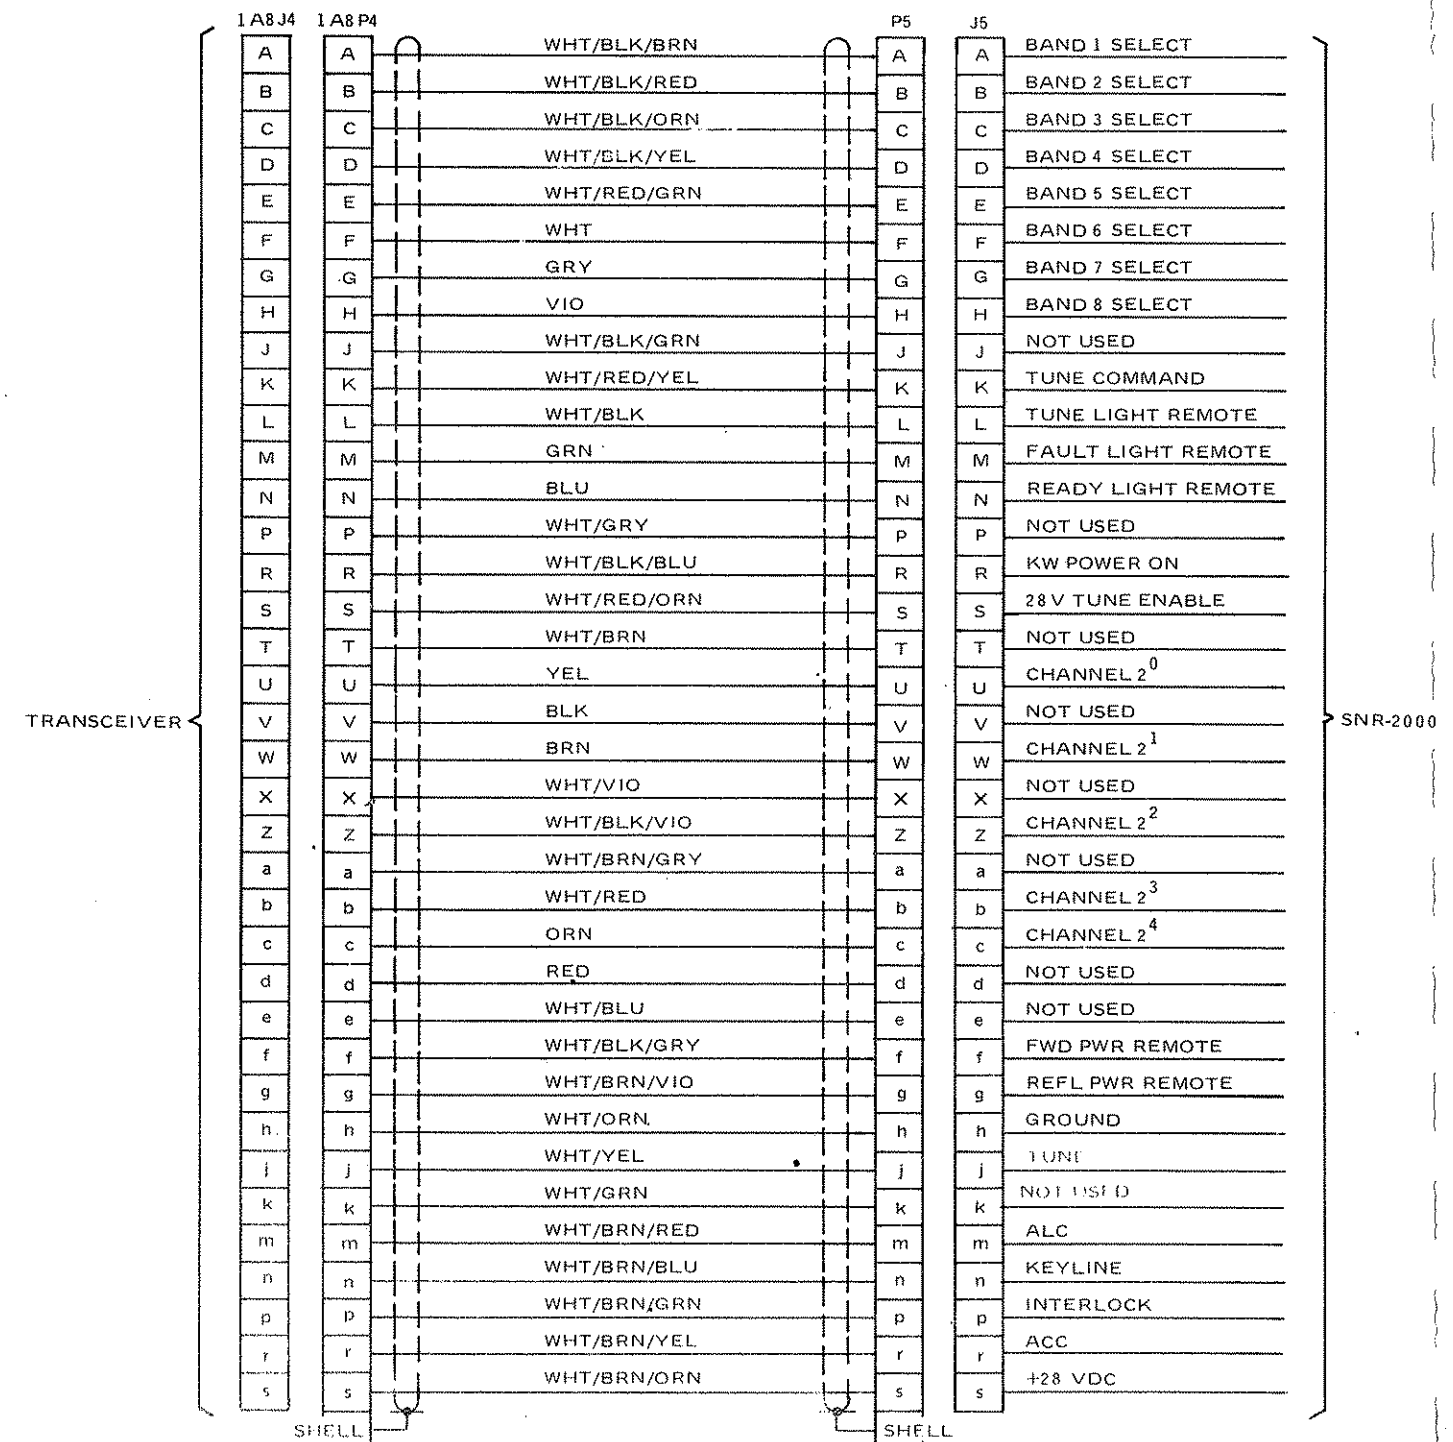 1 A8 J4 1 A8 P4 P5 J5
A A WHT/BLK/BRN A A BAND 1 SELECT
B B WHT/BLK/RED B B BAND 2 SELECT
C C WHT/BLK/ORN C C BAND 3 SELECT
D D WHT/BLK/YEL D D BAND 4 SELECT
E E WHT/RED/GRN E E BAND 5 SELECT
F F WHT F F BAND 6 SELECT
G G GRY G G BAND 7 SELECT
H H VIO H H BAND 8 SELECT
J J WHT/BLK/GRN J J NOT USED
K K WHT/RED/YEL K K TUNE COMMAND
L L WHT/BLK L L TUNE LIGHT REMOTE
M M GRN M M FAULT LIGHT REMOTE
N N BLU N N READY LIGHT REMOTE
P P WHT/GRY P P NOT USED
R R WHT/BLK/BLU R R KW POWER ON
S S WHT/RED/ORN S S 28V TUNE ENABLE
T T WHT/BRN T T NOT USED
U U YEL U U CHANNEL 2⁰
TRANSCEIVER V V BLK V V NOT USED SNR-2000
W W BRN W W CHANNEL 2¹
X X WHT/VIO X X NOT USED
Z Z WHT/BLK/VIO Z Z CHANNEL 2²
a a WHT/BRN/GRY a a NOT USED
b b WHT/RED b b CHANNEL 2³
c c ORN c c CHANNEL 2⁴
d d RED d d NOT USED
e e WHT/BLU e e NOT USED
f f WHT/BLK/GRY f f FWD PWR REMOTE
g g WHT/BRN/VIO g g REFL PWR REMOTE
h h WHT/ORN h h GROUND
j j WHT/YEL j j TUNE
k k WHT/GRN k k NOT USED
m m WHT/BRN/RED m m ALC
n n WHT/BRN/BLU n n KEYLINE
p p WHT/BRN/GRN p p INTERLOCK
r r WHT/BRN/YEL r r ACC
s s WHT/BRN/ORN s s +28 VDC
SHELL SHELL